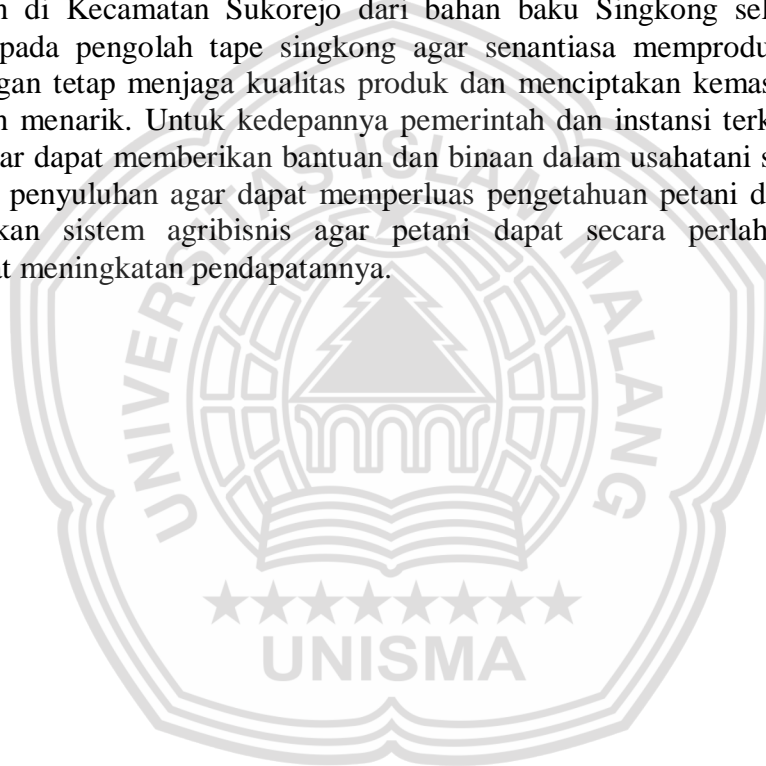 n di Kecamatan Sukorejo dari bahan baku Singkong sel
pada pengolah tape singkong agar senantiasa memprodu
gan tetap menjaga kualitas produk dan menciptakan kemas
n menarik. Untuk kedepannya pemerintah dan instansi terk
ar dapat memberikan bantuan dan binaan dalam usahatani s
penyuluhan agar dapat memperluas pengetahuan petani d
kan sistem agribisnis agar petani dapat secara perlah
at meningkatan pendapatannya.
UNIVERSITAS ISLAM MALANG
UNISMA